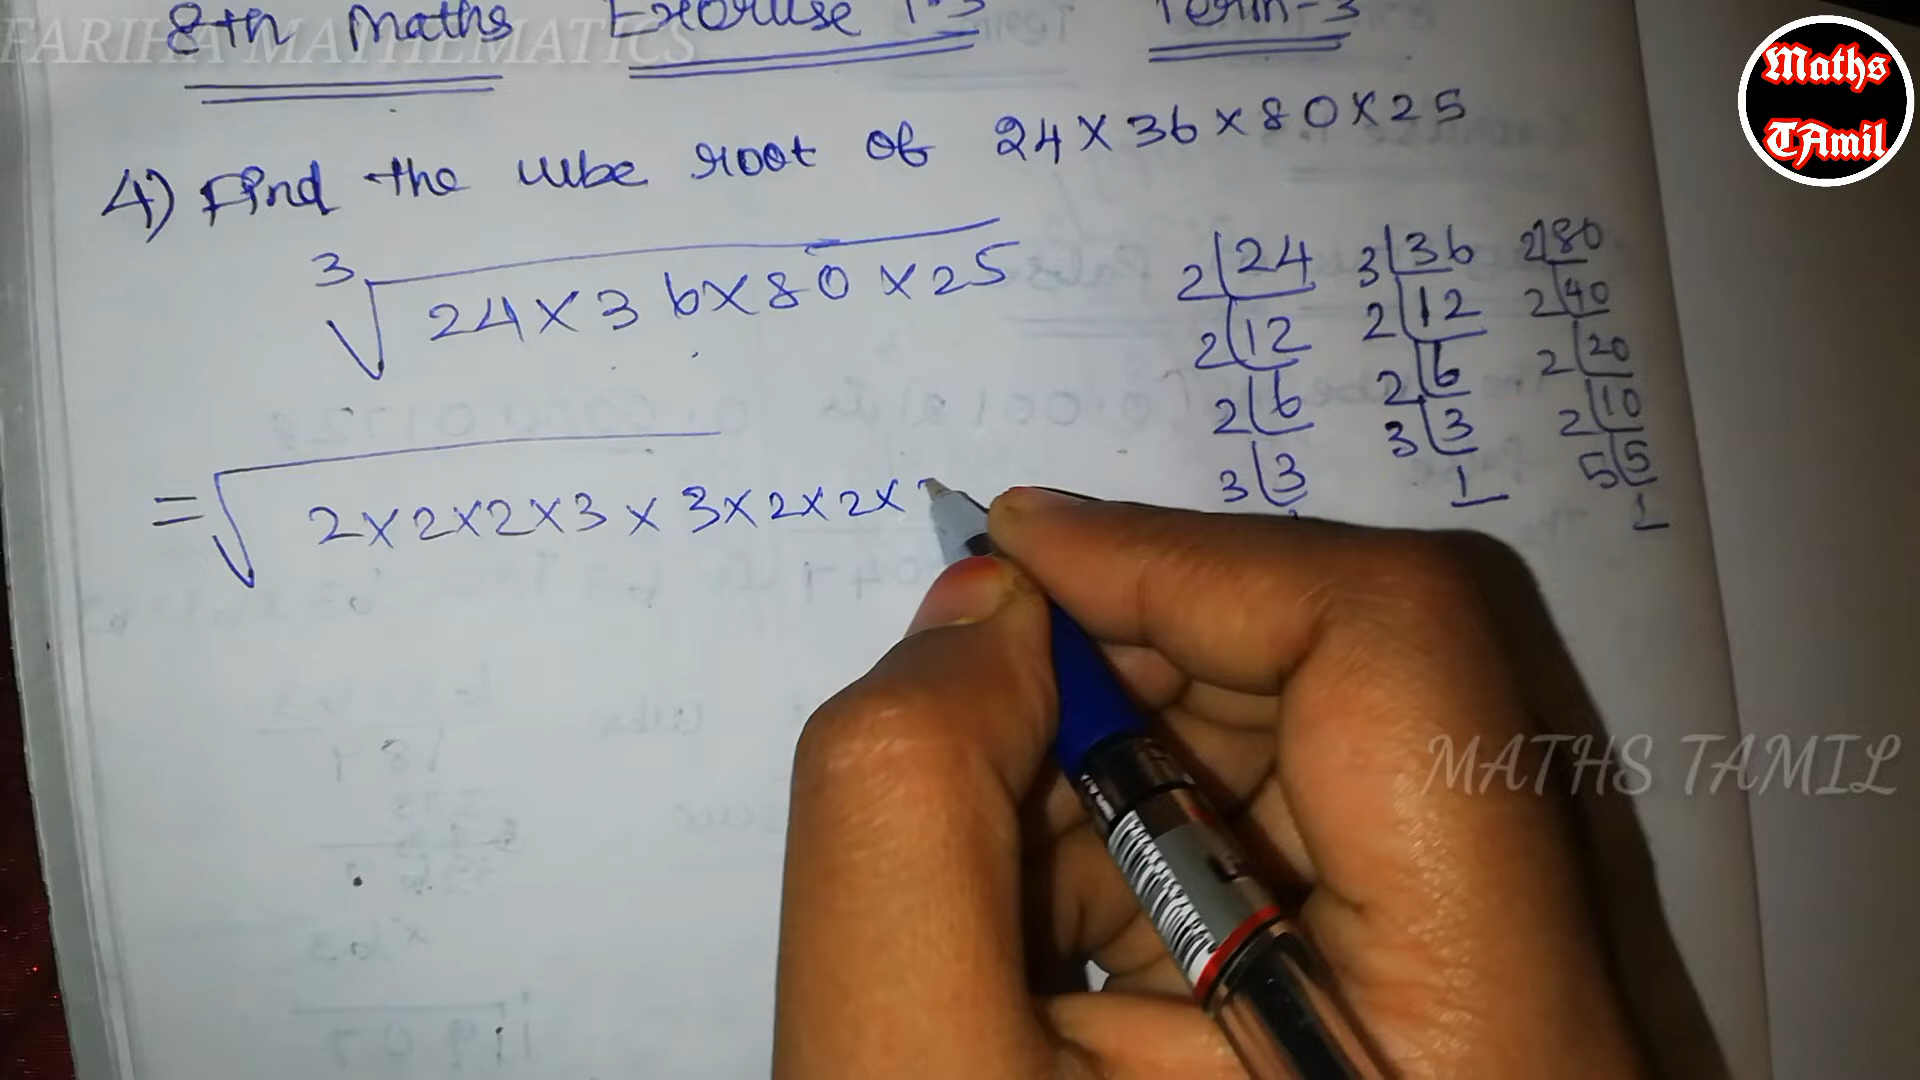 8th Maths Exercise 1.3 Term-3
FARIHA MATHEMATICS
Maths
TAmil
4) Find the cube root of 24×36×80×25
3√24×36×80×25
=√2×2×2×3×3×2×2×
2|24
2|12
2|6
3|3
3|36
2|12
2|6
3|3
1
2|80
2|40
2|20
2|10
5|5
1
MATHS TAMIL